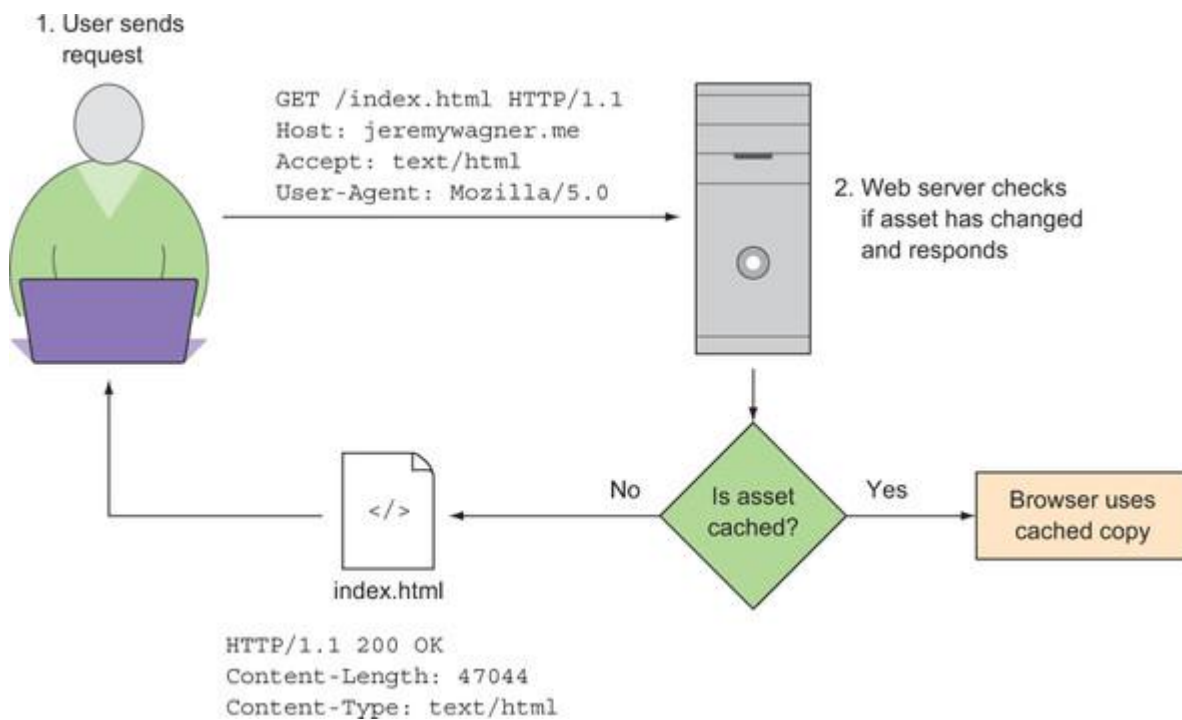 1. User sends
request
GET /index.html HTTP/1.1
Host: jeremywagner.me
Accept: text/html
User-Agent: Mozilla/5.0
2. Web server checks
if asset has changed
and responds
No
Is asset
cached?
Yes
Browser uses
cached copy
</>
index.html
HTTP/1.1 200 OK
Content-Length: 47044
Content-Type: text/html